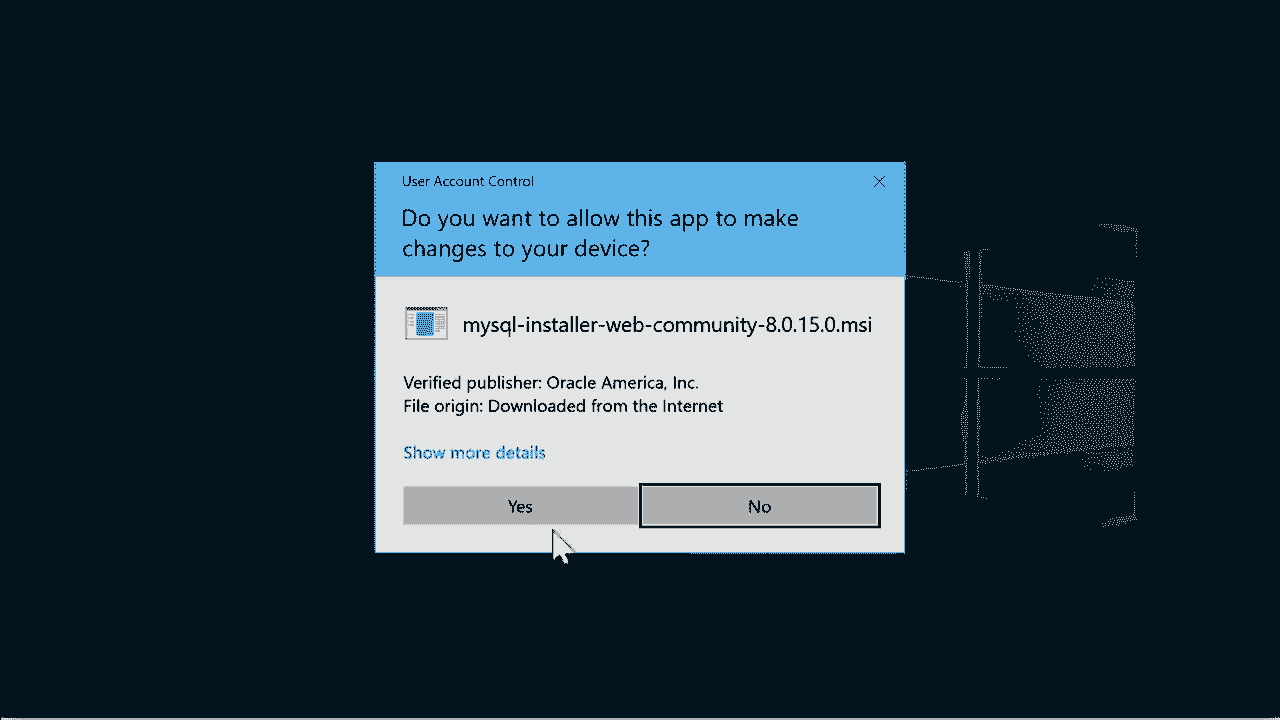 User Account Control
Do you want to allow this app to make
changes to your device?
mysql-installer-web-community-8.0.15.0.msi
Verified publisher: Oracle America, Inc.
File origin: Downloaded from the Internet
Show more details
Yes
No